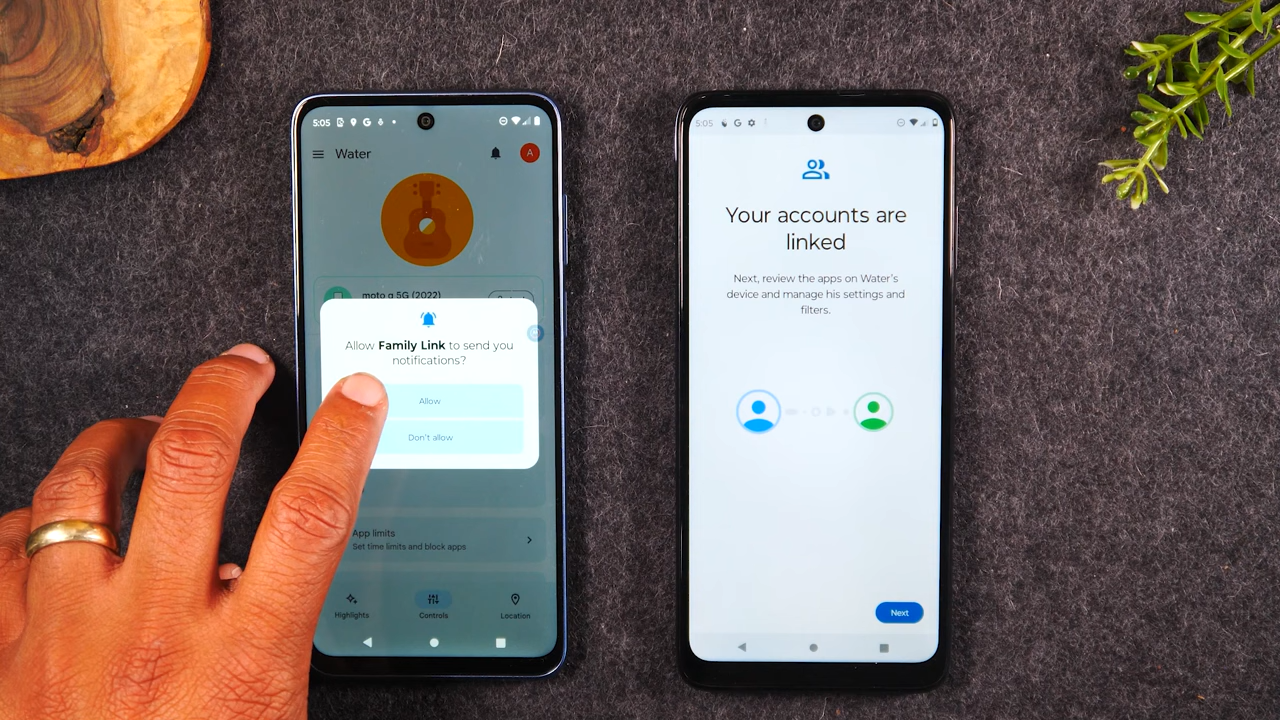 5:05
Water
A
moto g 5G (2022)
Allow Family Link to send you
notifications?
Allow
Don't allow
App limits
Set time limits and block apps
Highlights
Controls
Location
5:05
Your accounts are
linked
Next, review the apps on Water's
device and manage his settings and
filters.
Next